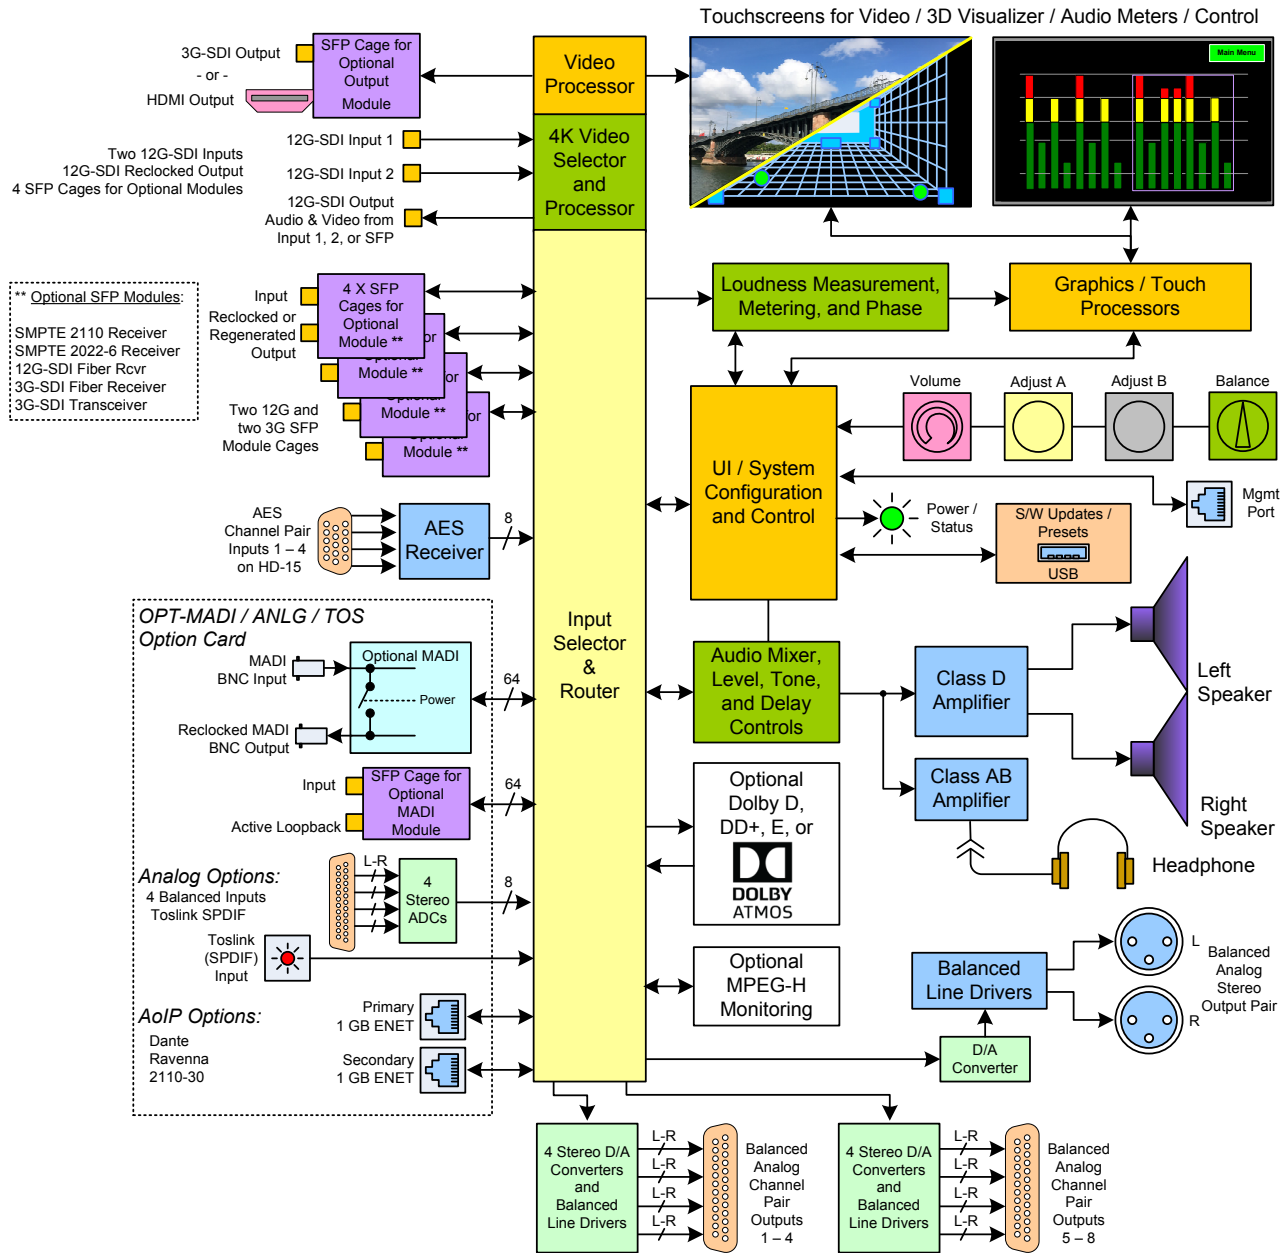 Touchscreens for Video / 3D Visualizer / Audio Meters / Control
3G-SDI Output
- or -
HDMI Output
SFP Cage for
Optional
Output
Module
Video
Processor
Main Menu
Two 12G-SDI Inputs
12G-SDI Reclocked Output
4 SFP Cages for Optional Modules
12G-SDI Input 1
12G-SDI Input 2
12G-SDI Output
Audio & Video from
Input 1, 2, or SFP
4K Video
Selector
and
Processor
** Optional SFP Modules:
SMPTE 2110 Receiver
SMPTE 2022-6 Receiver
12G-SDI Fiber Rcvr
3G-SDI Fiber Receiver
3G-SDI Transceiver
Input
Reclocked or
Regenerated
Output
4 X SFP
Cages for
Optional
Module **
or
Module **
or
Module **
or
Module **
Two 12G and
two 3G SFP
Module Cages
Loudness Measurement,
Metering, and Phase
Graphics / Touch
Processors
Volume
Adjust A
Adjust B
Balance
UI / System
Configuration
and Control
Power /
Status
S/W Updates /
Presets
USB
Mgmt
Port
AES
Channel Pair
Inputs 1 – 4
on HD-15
AES
Receiver
8
Input
Selector
&
Router
OPT-MADI / ANLG / TOS
Option Card
MADI
BNC Input
Optional MADI
Power
Reclocked MADI
BNC Output
64
Input
Active Loopback
SFP Cage for
Optional
MADI
Module
64
Analog Options:
4 Balanced Inputs
Toslink SPDIF
L-R
4
Stereo
ADCs
8
Toslink
(SPDIF)
Input
AoIP Options:
Dante
Ravenna
2110-30
Primary
1 GB ENET
Secondary
1 GB ENET
Audio Mixer,
Level, Tone,
and Delay
Controls
Class D
Amplifier
Left
Speaker
Class AB
Amplifier
Right
Speaker
Headphone
Optional
Dolby D,
DD+, E, or
DOLBY
ATMOS
Optional
MPEG-H
Monitoring
Balanced
Line Drivers
D/A
Converter
L
R
Balanced
Analog
Stereo
Output Pair
4 Stereo D/A
Converters
and
Balanced
Line Drivers
L-R
L-R
L-R
L-R
Balanced
Analog
Channel
Pair
Outputs
1 – 4
4 Stereo D/A
Converters
and
Balanced
Line Drivers
L-R
L-R
L-R
L-R
Balanced
Analog
Channel
Pair
Outputs
5 – 8